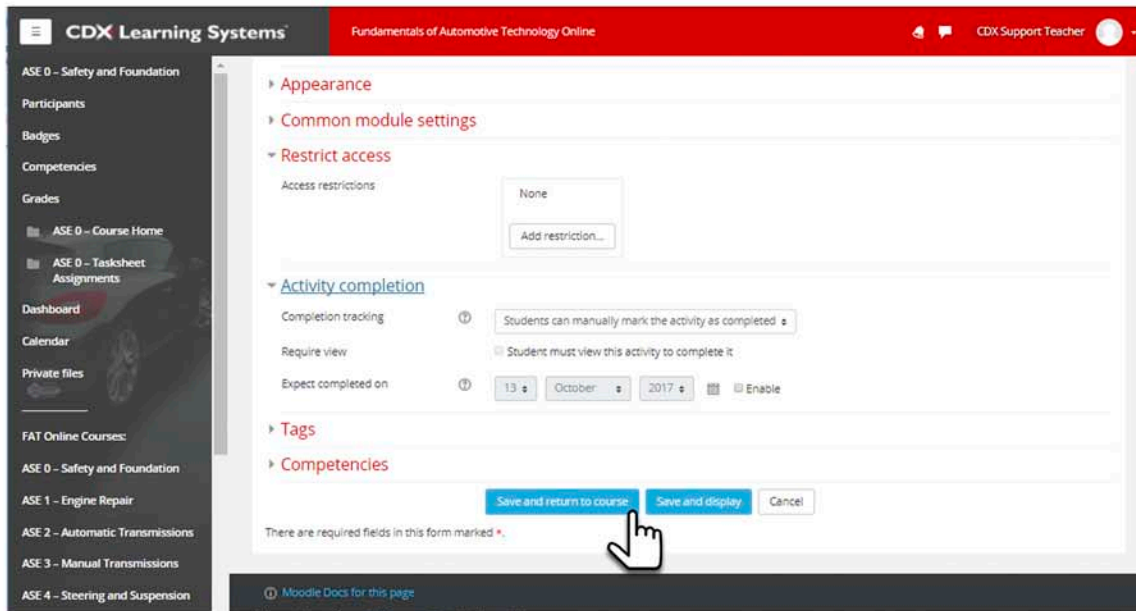 CDX Learning Systems
Fundamentals of Automotive Technology Online
CDX Support Teacher
ASE 0 – Safety and Foundation
Participants
Badges
Competencies
Grades
ASE 0 – Course Home
ASE 0 – Tasksheet
Assignments
Dashboard
Calendar
Private files
FAT Online Courses:
ASE 0 – Safety and Foundation
ASE 1 – Engine Repair
ASE 2 – Automatic Transmissions
ASE 3 – Manual Transmissions
ASE 4 – Steering and Suspension
Appearance
Common module settings
Restrict access
Access restrictions
None
Add restriction...
Activity completion
Completion tracking
Students can manually mark the activity as completed
Require view
Student must view this activity to complete it
Expect completed on
13 October 2017 Enable
Tags
Competencies
Save and return to course Save and display Cancel
There are required fields in this form marked *.
Moodle Docs for this page